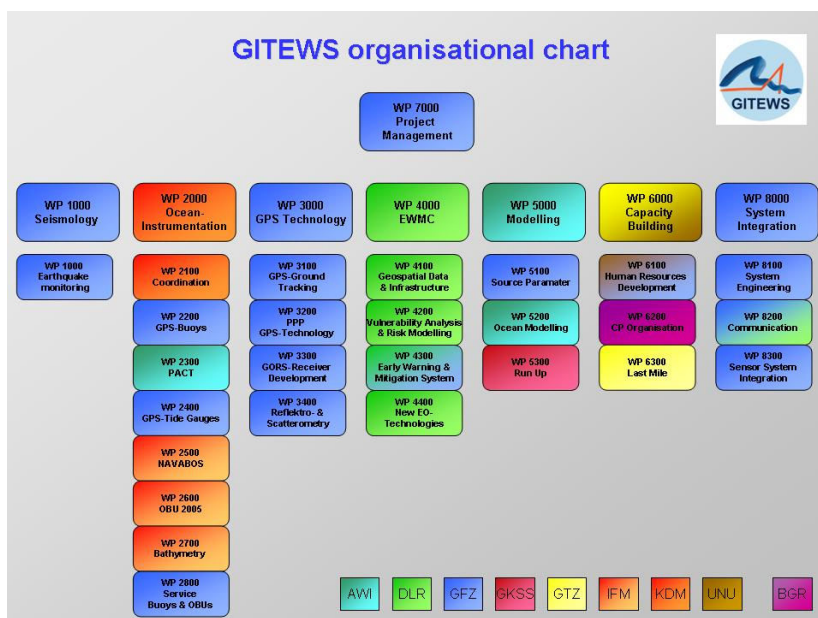 GITEWS organisational chart
GITEWS
WP 7000
Project
Management
WP 1000
Seismology
WP 2000
Ocean-
Instrumentation
WP 3000
GPS Technology
WP 4000
EWMC
WP 5000
Modelling
WP 6000
Capacity
Building
WP 8000
System
Integration
WP 1000
Earthquake
monitoring
WP 2100
Coordination
WP 2200
GPS-Buoys
WP 2300
PACT
WP 2400
GPS-Tide Gauges
WP 2500
NAVABOS
WP 2600
OBU 2005
WP 2700
Bathymetry
WP 2800
Service
Buoys & OBUs
WP 3100
GPS-Ground
Tracking
WP 3200
PPP
GPS-Technology
WP 3300
GORS-Receiver
Development
WP 3400
Reflektro- &
Scatterometry
WP 4100
Geospatial Data
& Infrastructure
WP 4200
Vulnerability Analysis
& Risk Modelling
WP 4300
Early Warning &
Mitigation System
WP 4400
New EO-
Technologies
WP 5100
Source Paramater
WP 5200
Ocean Modelling
WP 5300
Run Up
WP 6100
Human Resources
Development
WP 6200
CP Organisation
WP 6300
Last Mile
WP 8100
System
Engineering
WP 8200
Communication
WP 8300
Sensor System
Integration
AWI DLR GFZ GKSS GTZ IFM KDM UNU BGR